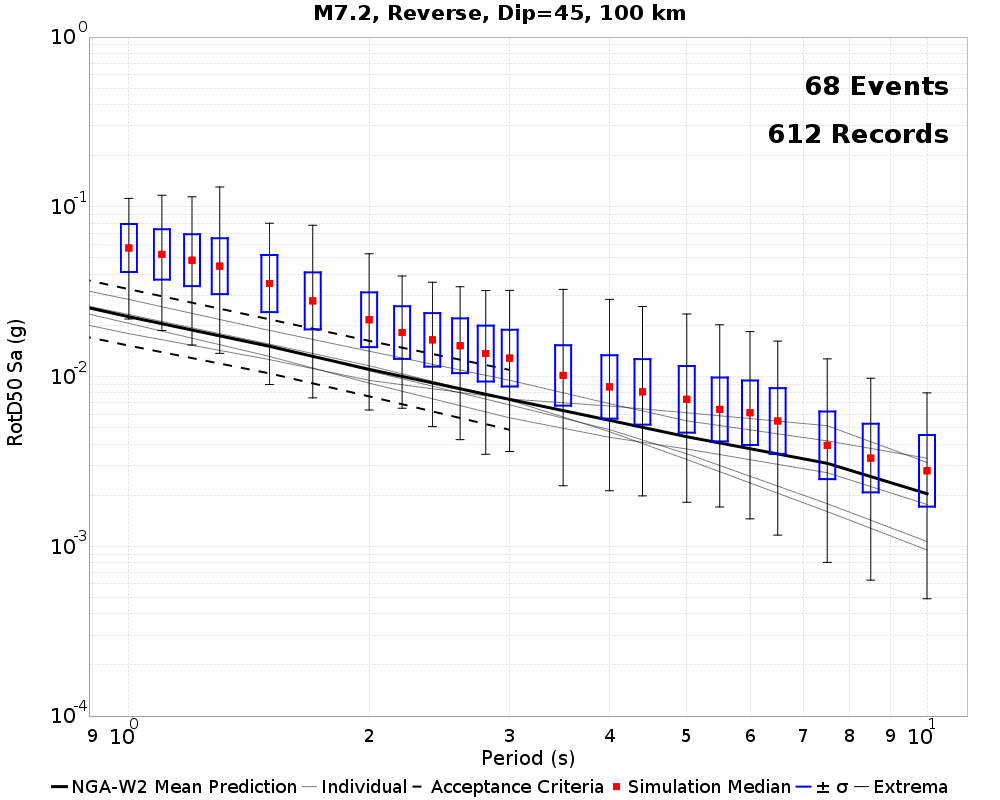 M7.2, Reverse, Dip=45, 100 km
10^0
68 Events
612 Records
10^-1
10^-2
10^-3
10^-4
RotD50 Sa (g)
9 10^0 2 3 4 5 6 7 8 9 10^1
Period (s)
NGA-W2 Mean Prediction Individual Acceptance Criteria Simulation Median ± σ Extrema